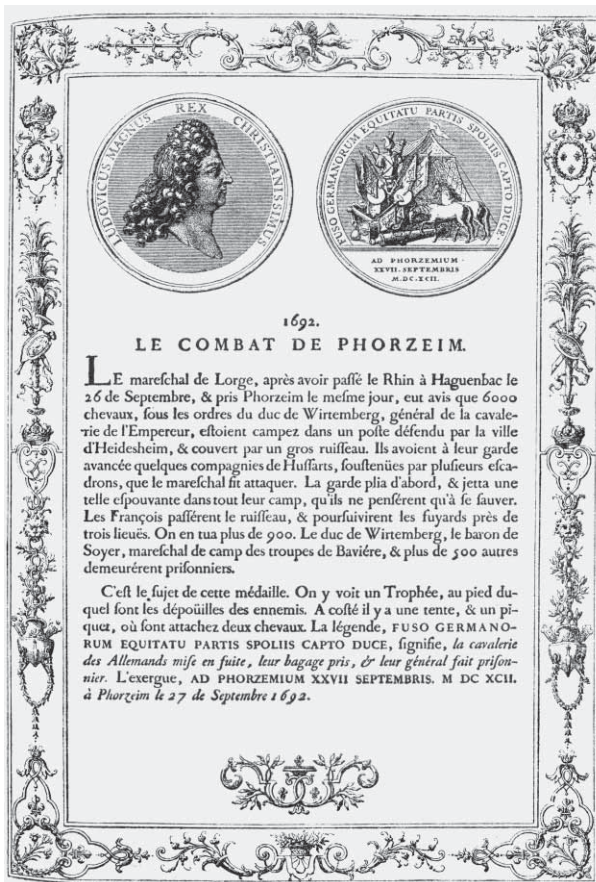 LUDOVICUS MAGNUS REX CHRISTIANISSIMUS
FUSO GERMANORUM EQUITATU PARTIS SPOLIIS CAPTO DUCE
AD PHORZEMIUM
XXVII. SEPTEMBRIS
M.DC.XCII.
1692.
LE COMBAT DE PHORZEIM.
LE mareſchal de Lorge, après avoir paſſé le Rhin à Haguenbac le
26 de Septembre, & pris Phorzeim le meſme jour, eut avis que 6000
chevaux, ſous les ordres du duc de Wirtemberg, général de la cavale-
rie de l'Empereur, eſtoient campez dans un poſte défendu par la ville
d'Heidesheim, & couvert par un gros ruiſſeau. Ils avoient à leur garde
avancée quelques compagnies de Huſſarts, ſouſtenües par pluſieurs eſca-
drons, que le mareſchal fit attaquer. La garde plia d'abord, & jetta une
telle eſpouvante dans tout leur camp, qu'ils ne penſérent qu'à ſe ſauver.
Les François paſſérent le ruiſſeau, & pourſuivirent les fuyards près de
trois lieuës. On en tua plus de 900. Le duc de Wirtemberg, le baron de
Soyer, mareſchal de camp des troupes de Baviére, & plus de 500 autres
demeurérent priſonniers.
C'eſt le ſujet de cette médaille. On y voit un Trophée, au pied du-
quel ſont les dépoüilles des ennemis. A coſté il y a une tente, & un pi-
quet, où ſont attachez deux chevaux. La légende, FUSO GERMANO-
RUM EQUITATU PARTIS SPOLIIS CAPTO DUCE, ſignifie, la cavalerie
des Allemands miſe en fuite, leur bagage pris, & leur général fait priſon-
nier. L'exergue, AD PHORZEMIUM XXVII SEPTEMBRIS. M DC XCII.
à Phorzeim le 27 de Septembre 1692.